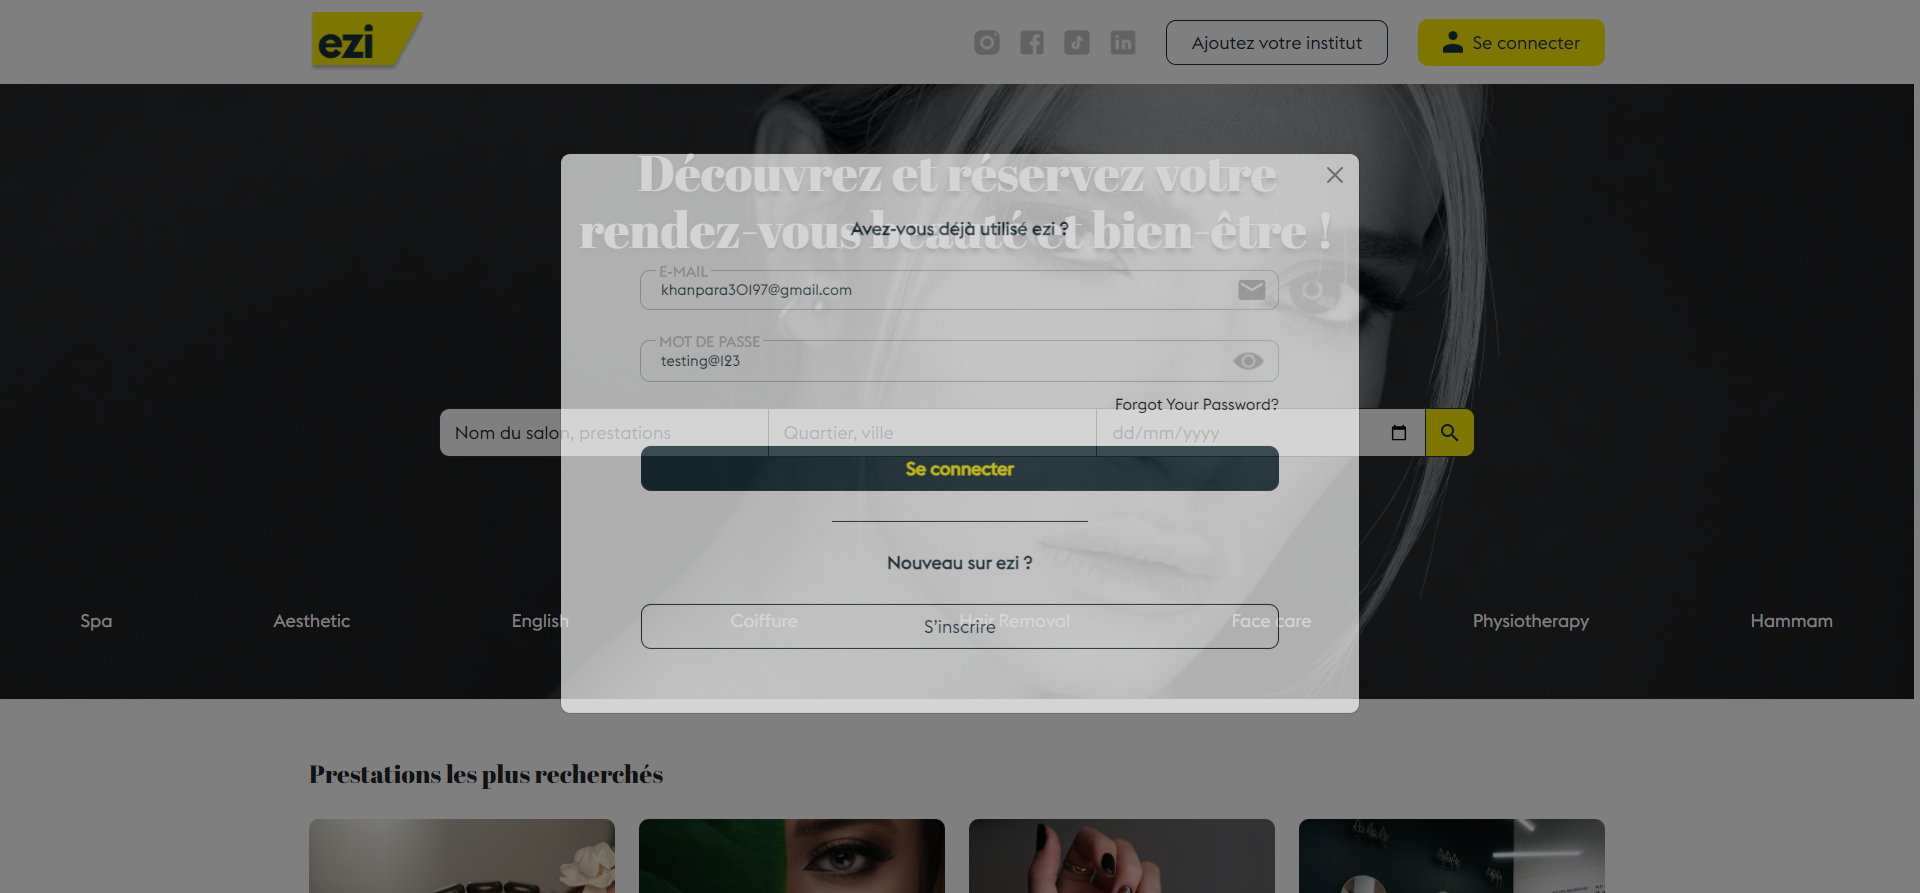 ezi
Ajoutez votre institut
Se connecter
Découvrez et réservez votre
rendez-vous beauté et bien-être !
Avez-vous déjà utilisé ezi ?
E-MAIL
khanpara30197@gmail.com
MOT DE PASSE
testing@123
Forgot Your Password?
Nom du salon, prestations
Quartier, ville
dd/mm/yyyy
Se connecter
Nouveau sur ezi ?
Spa
Aesthetic
English
Coiffure
Hair Removal
Face care
Physiotherapy
Hammam
S'inscrire
Prestations les plus recherchés